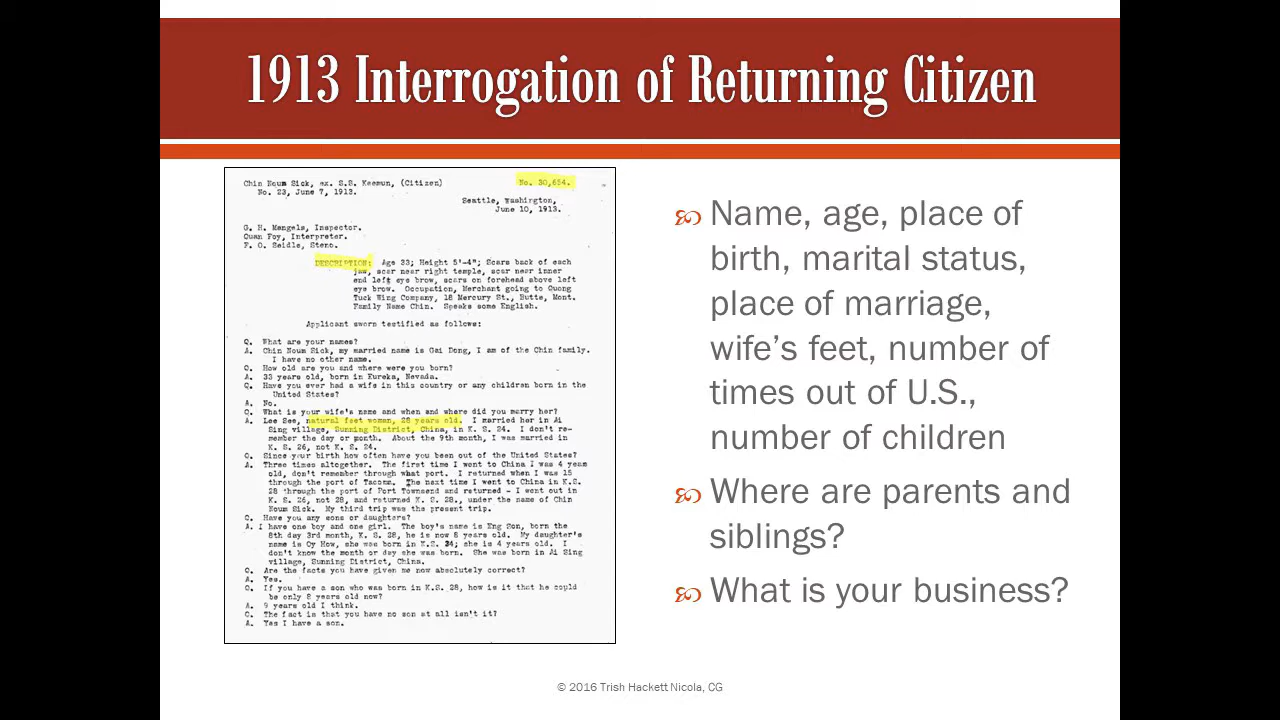 1913 Interrogation of Returning Citizen
Chin Noum Sick, ex. S.S. Keemun, (Citizen)
No. 23, June 7, 1913.
No. 30,654.
Seattle, Washington,
June 10, 1913.
G. H. Mangels, Inspector.
Quan Foy, Interpreter.
F. O. Seidle, Steno.
DESCRIPTION: Age 33; Height 5'-4"; Scars back of each
jaw, scar near right temple, scar near inner
end left eye brow, scars on forehead above left
eye brow. Occupation, Merchant going to Quong
Tuck Wing Company, 18 Mercury St., Butte, Mont.
Family Name Chin. Speaks some English.
Applicant sworn testified as follows:
Q. What are your names?
A. Chin Noum Sick, my married name is Gai Dong, I am of the Chin family.
I have no other name.
Q. How old are you and where were you born?
A. 33 years old, born in Eureka, Nevada.
Q. Have you ever had a wife in this country or any children born in the
United States?
A. No.
Q. What is your wife's name and when and where did you marry her?
A. Lee See, natural feet woman, 28 years old. I married her in Ai
Sing village, Sunning District, China, in K. S. 24. I don't re-
member the day or month. About the 9th month, I was married in
K. S. 26, not K. S. 24.
Q. Since your birth how often have you been out of the United States?
A. Three times altogether. The first time I went to China I was 4 years
old, don't remember through what port. I returned when I was 15
through the port of Tacoma. The next time I went to China in K.S.
28 through the port of Port Townsend and returned - I went out in
K. S. 26, not 28, and returned K. S. 28., under the name of Chin
Noum Sick. My third trip was the present trip.
Q. Have you any sons or daughters?
A. I have one boy and one girl. The boy's name is Eng Son, born the
8th day 3rd month, K. S. 28, he is now 8 years old. My daughter's
name is Oy How, she was born in K.S. 34; she is 4 years old. I
don't know the month or day she was born. She was born in Ai Sing
village, Sunning District, China.
Q. Are the facts you have given me now absolutely correct?
A. Yes.
Q. If you have a son who was born in K.S. 28, how is it that he could
be only 8 years old now?
A. 9 years old I think.
Q. The fact is that you have no son at all isn't it?
A. Yes I have a son.
Name, age, place of
birth, marital status,
place of marriage,
wife's feet, number of
times out of U.S.,
number of children
Where are parents and
siblings?
What is your business?
© 2016 Trish Hackett Nicola, CG